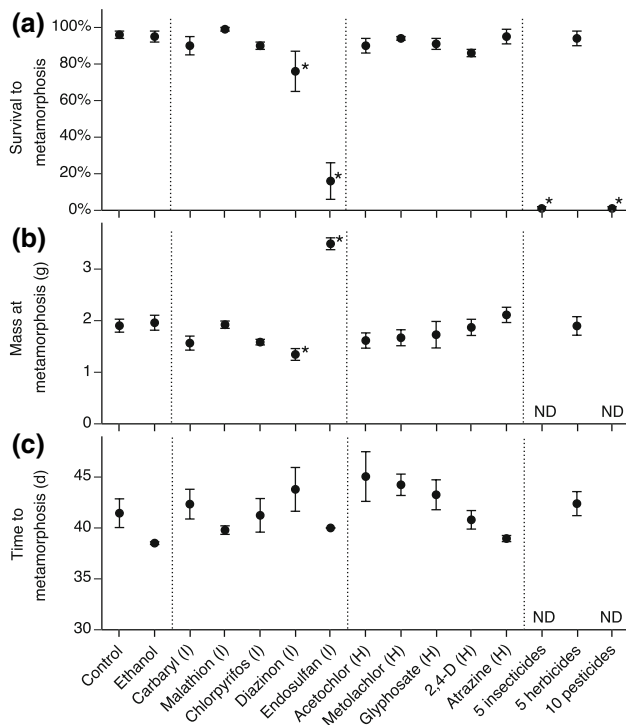 (a)
Survival to
metamorphosis
100%
80%
60%
40%
20%
0%
*
*
*
*
(b)
Mass at
metamorphosis (g)
3
2
1
0
*
*
ND
ND
(c)
Time to
metamorphosis (d)
45
40
35
30
ND
ND
Control
Ethanol
Carbaryl (I)
Malathion (I)
Chlorpyrifos (I)
Diazinon (I)
Endosulfan (I)
Acetochlor (H)
Metolachlor (H)
Glyphosate (H)
2,4-D (H)
Atrazine (H)
5 insecticides
5 herbicides
10 pesticides